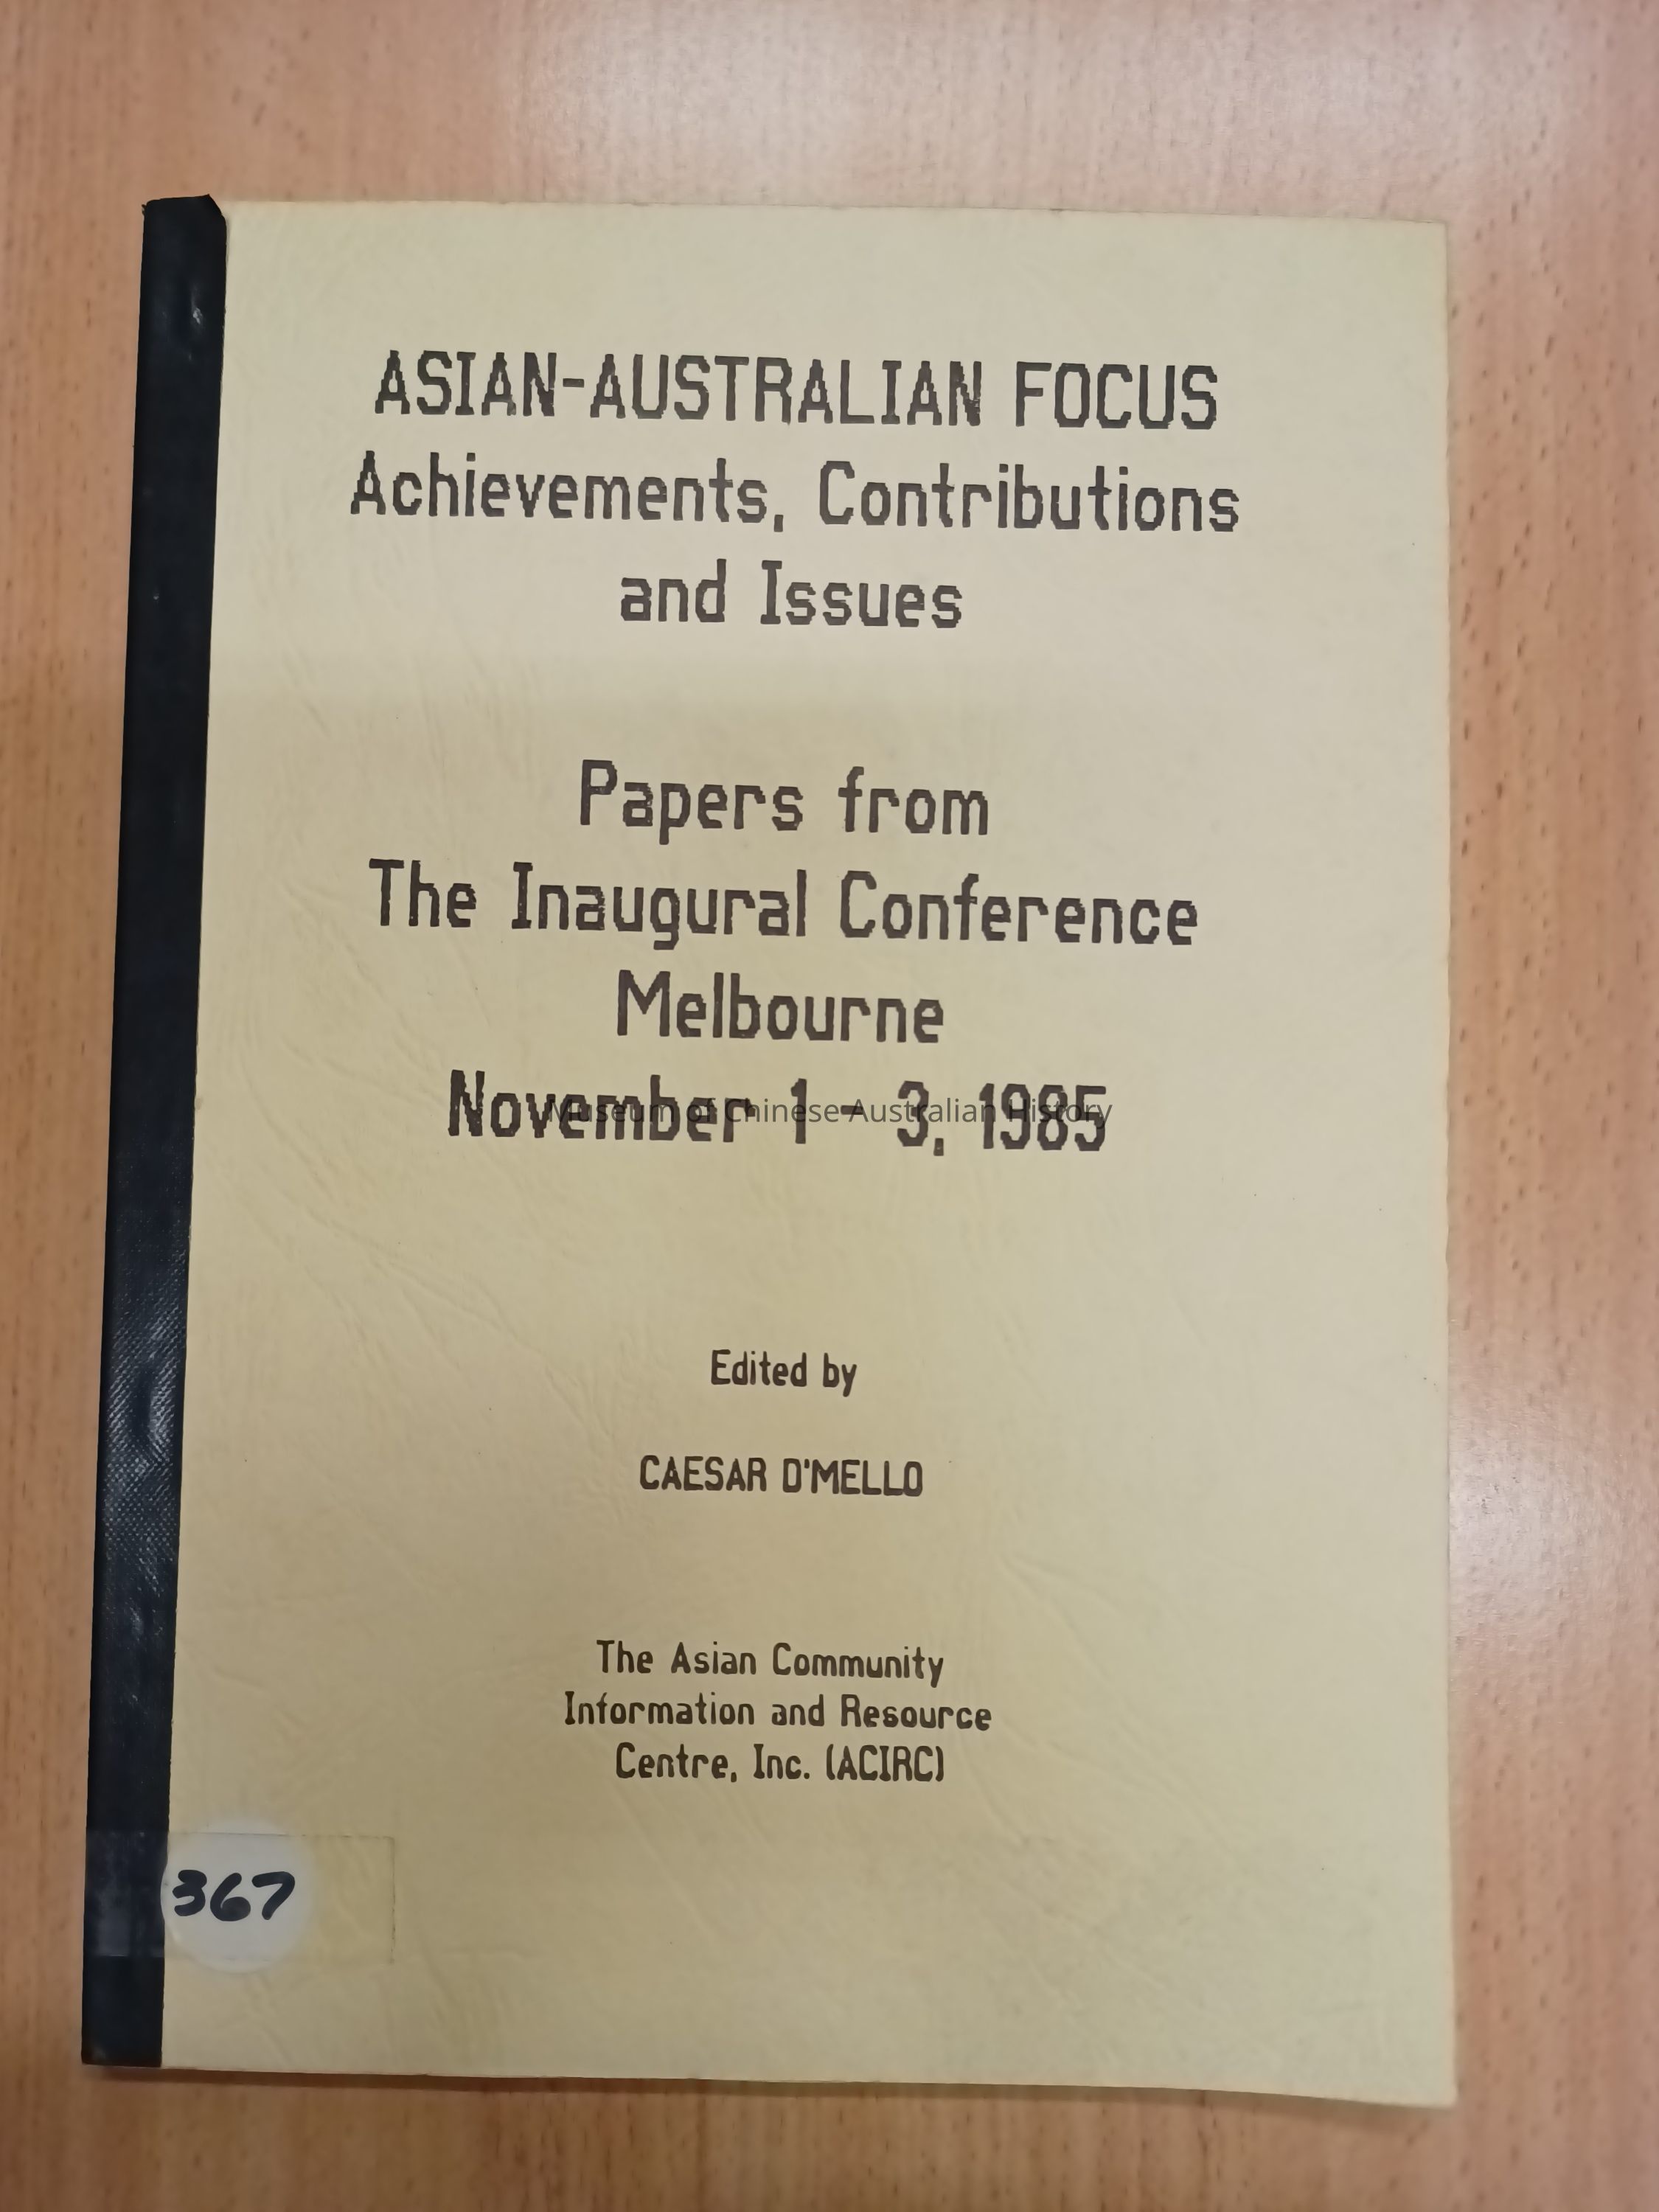 ASIAN-AUSTRALIAN FOCUS
Achievements, Contributions
and Issues
Papers from
The Inaugural Conference
Melbourne
November 1 - 3, 1985
Museum of Chinese Australian History
Edited by
CAESAR D'MELLO
The Asian Community
Information and Resource
Centre, Inc. (ACIRC)
367